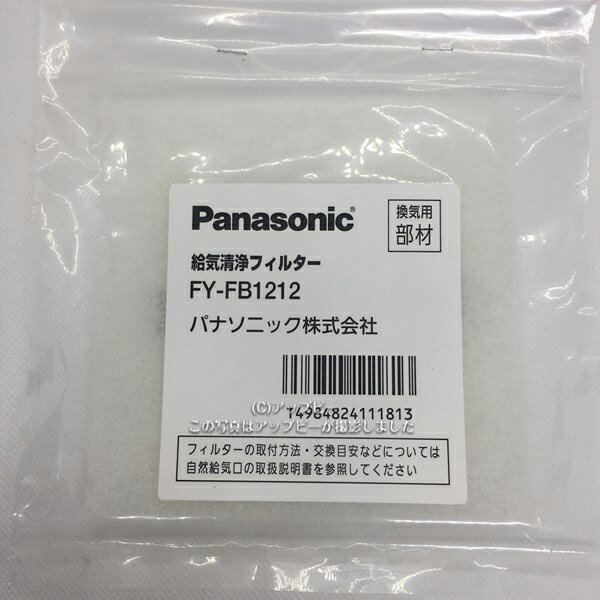 Panasonic®
換気用
部材
給気清浄フィルター
FY-FB1212
パナソニック株式会社
(C)アップビー
T4984824111813
この写真はアップビーが撮影しました
フィルターの取付方法・交換目安などについては
自然給気口の取扱説明書を参照してください